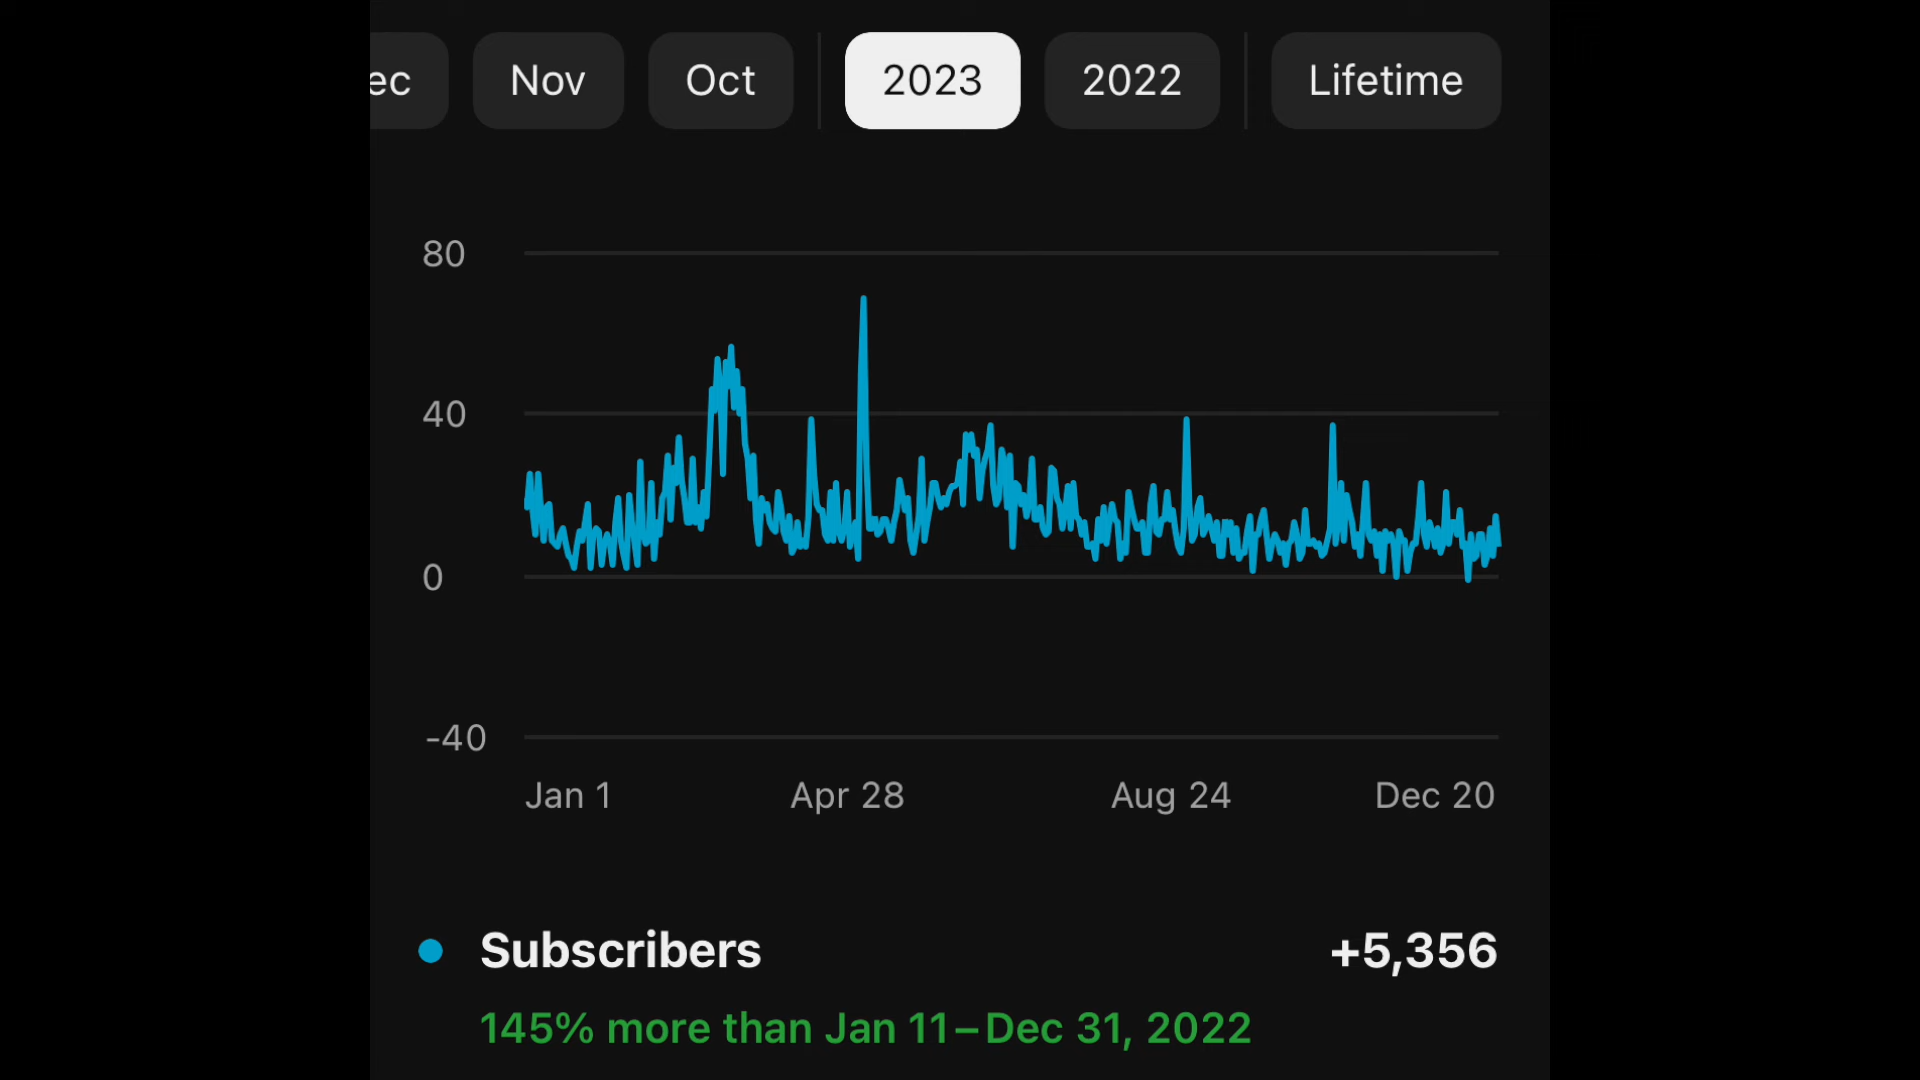 ec Nov Oct 2023 2022 Lifetime
80
40
0
-40
Jan 1 Apr 28 Aug 24 Dec 20
Subscribers +5,356
145% more than Jan 11–Dec 31, 2022